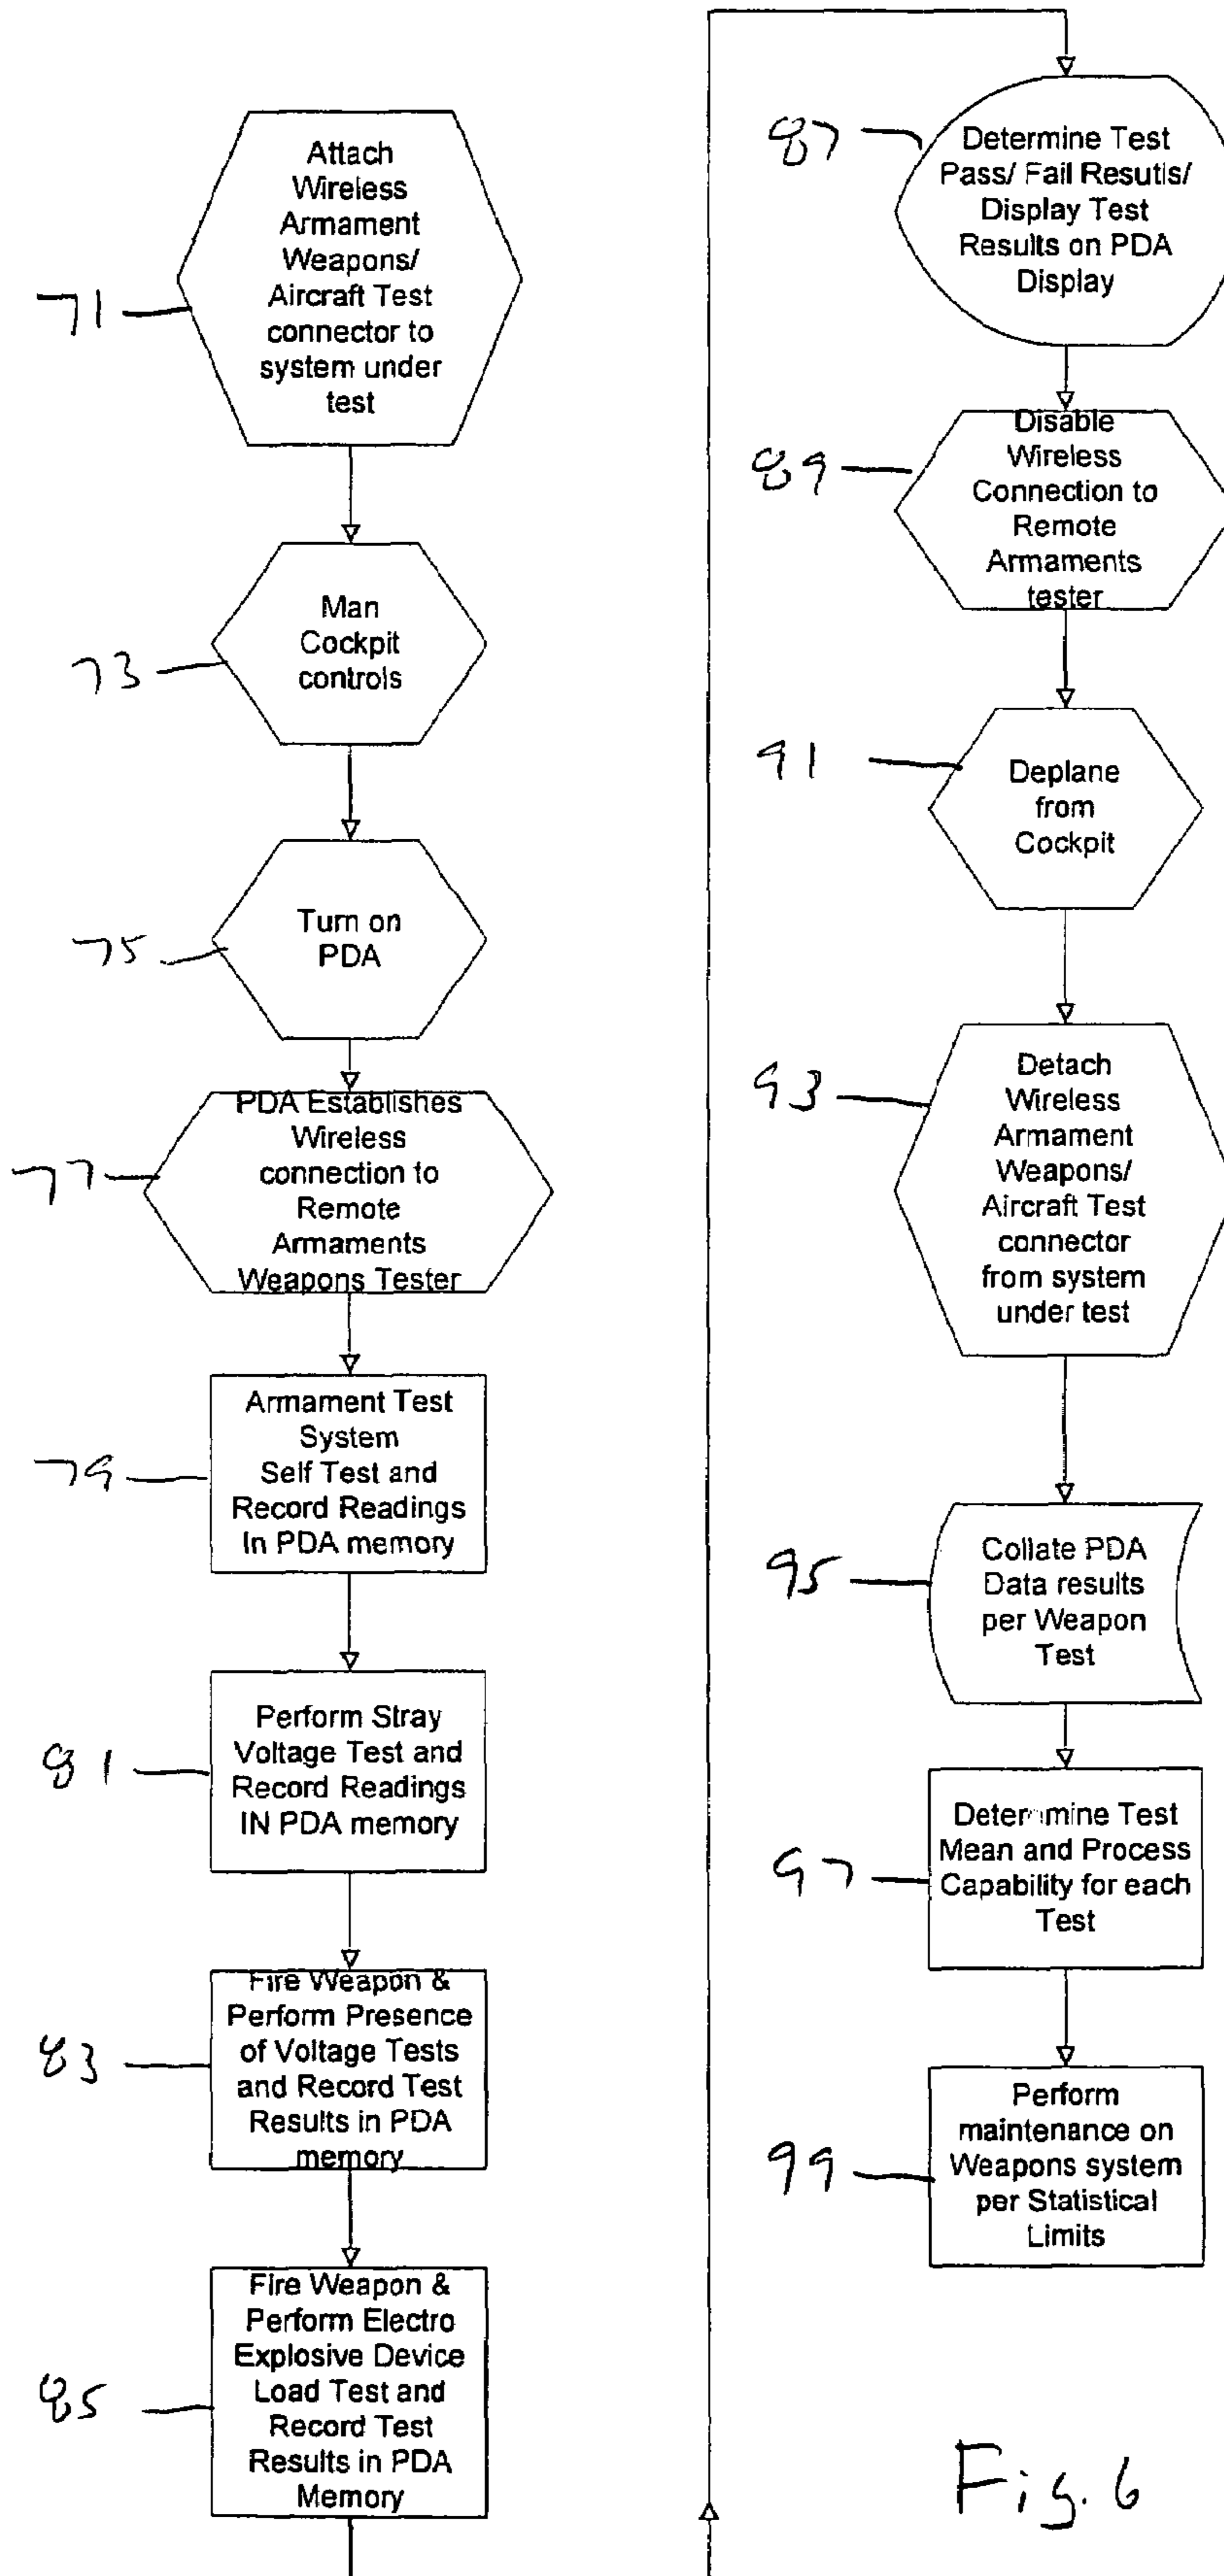 71
Attach
Wireless
Armament
Weapons/
Aircraft Test
connector to
system under
test
73
Man
Cockpit
controls
75
Turn on
PDA
77
PDA Establishes
Wireless
connection to
Remote
Armaments
Weapons Tester
79
Armament Test
System
Self Test and
Record Readings
In PDA memory
81
Perform Stray
Voltage Test and
Record Readings
IN PDA memory
83
Fire Weapon &
Perform Presence
of Voltage Tests
and Record Test
Results in PDA
memory
85
Fire Weapon &
Perform Electro
Explosive Device
Load Test and
Record Test
Results in PDA
Memory
87
Determine Test
Pass/ Fail Resutls/
Display Test
Results on PDA
Display
89
Disable
Wireless
Connection to
Remote
Armaments
tester
91
Deplane
from
Cockpit
93
Detach
Wireless
Armament
Weapons/
Aircraft Test
connector
from system
under test
95
Collate PDA
Data results
per Weapon
Test
97
Determine Test
Mean and Process
Capability for each
Test
99
Perform
maintenance on
Weapons system
per Statistical
Limits
Fig. 6